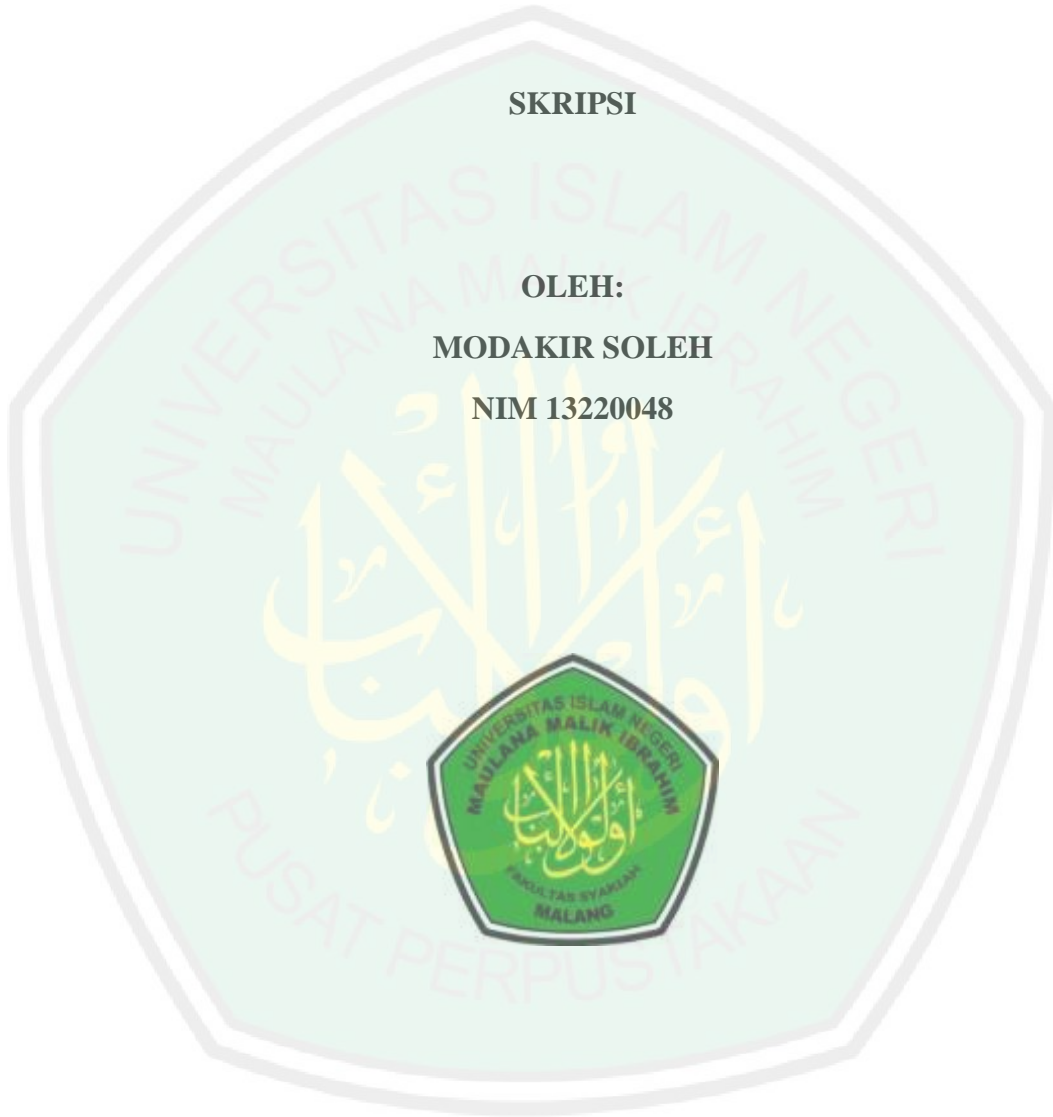 SKRIPSI
OLEH:
MODAKIR SOLEH
NIM 13220048
UNIVERSITAS ISLAM NEGERI
MAULANA MALIK IBRAHIM
PUSAT PERPUSTAKAAN
UNIVERSITAS ISLAM NEGERI
MAULANA MALIK IBRAHIM
FAKULTAS SYARIAH
MALANG